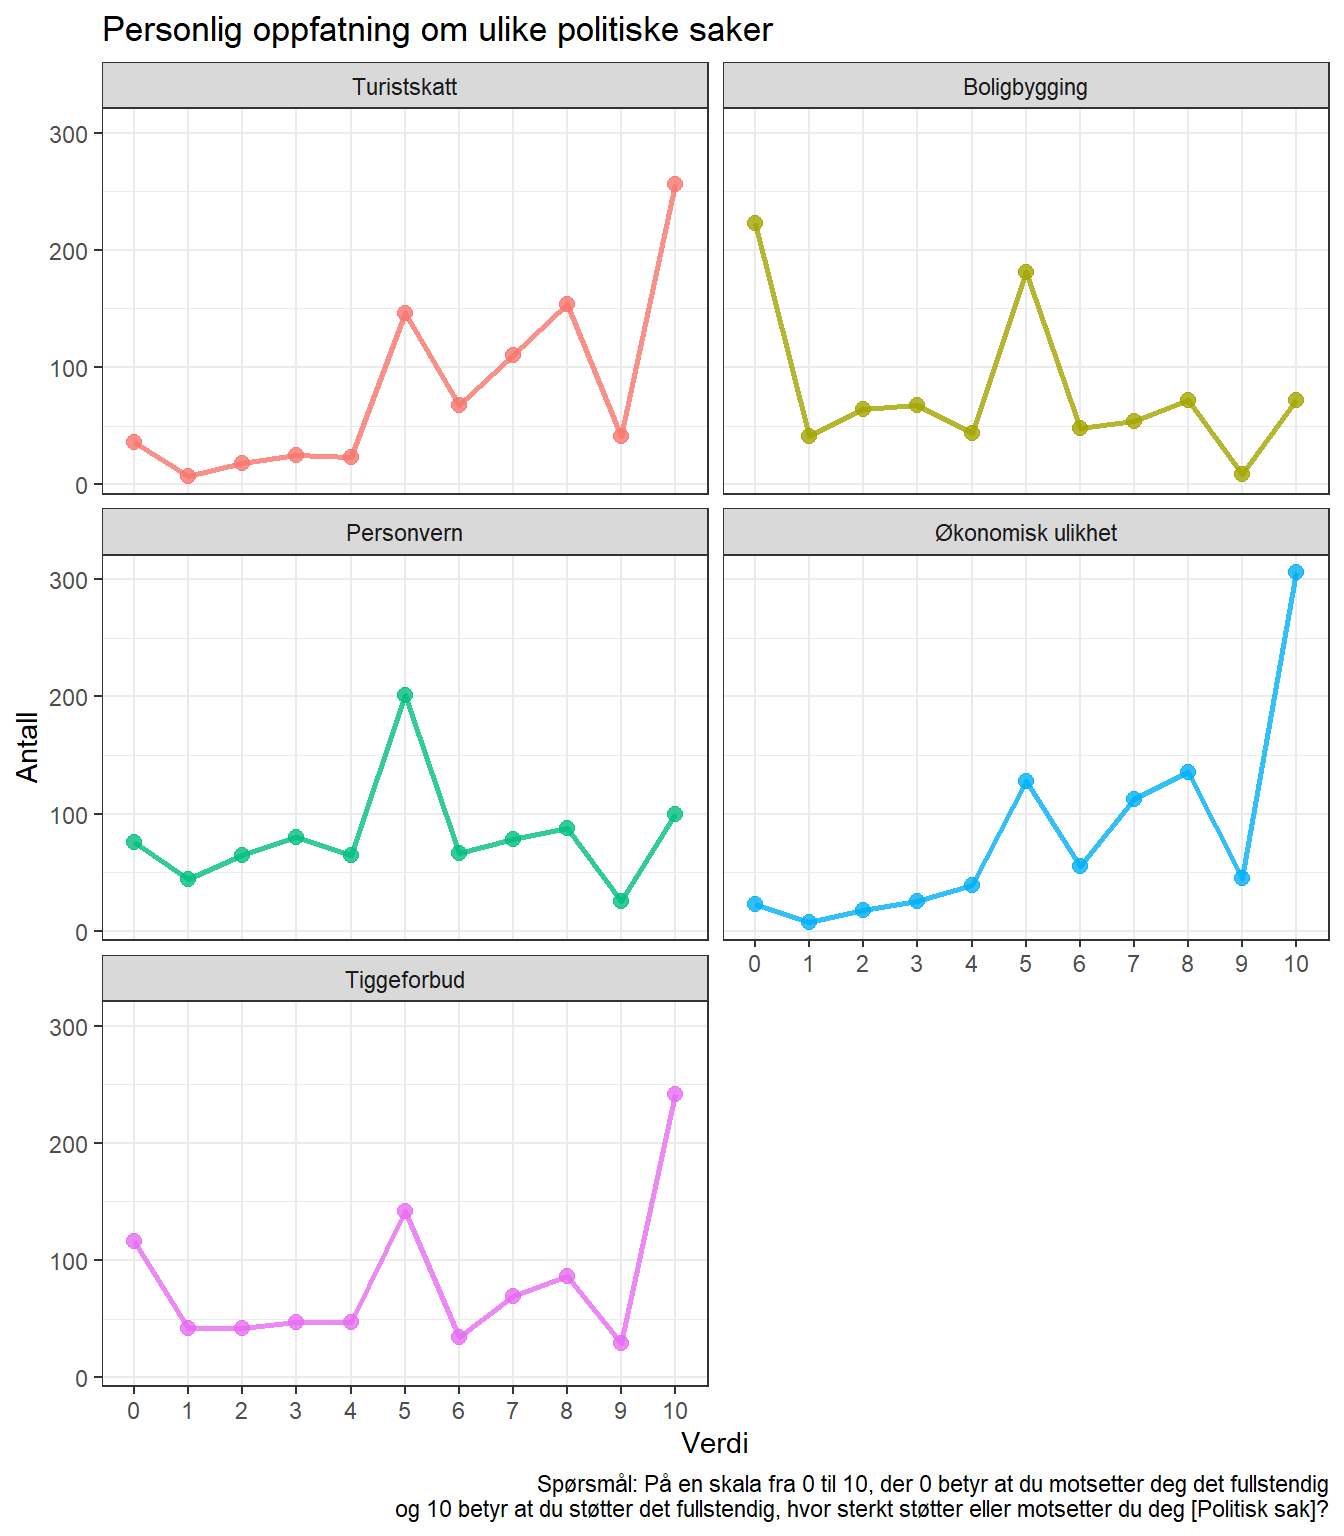 Personlig oppfatning om ulike politiske saker
Turistskatt
Boligbygging
300
200
100
0
Personvern
Økonomisk ulikhet
300
200
100
0
0 1 2 3 4 5 6 7 8 9 10
Antall
Tiggeforbud
300
200
100
0
0 1 2 3 4 5 6 7 8 9 10
Verdi
Spørsmål: På en skala fra 0 til 10, der 0 betyr at du motsetter deg det fullstendig
og 10 betyr at du støtter det fullstendig, hvor sterkt støtter eller motsetter du deg [Politisk sak]?